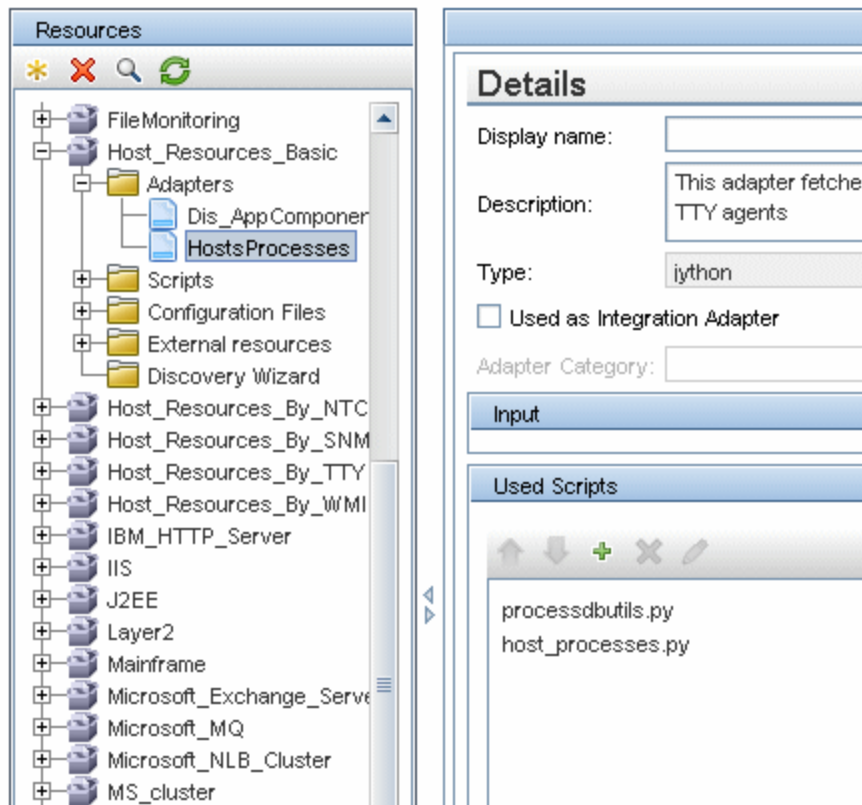 Resources
FileMonitoring
Host_Resources_Basic
Adapters
Dis_AppComponen
HostsProcesses
Scripts
Configuration Files
External resources
Discovery Wizard
Host_Resources_By_NTC
Host_Resources_By_SNM
Host_Resources_By_TTY
Host_Resources_By_WMI
IBM_HTTP_Server
IIS
J2EE
Layer2
Mainframe
Microsoft_Exchange_Serve
Microsoft_MQ
Microsoft_NLB_Cluster
MS_cluster
Details
Display name:
Description:
This adapter fetche
TTY agents
Type:
jython
Used as Integration Adapter
Adapter Category:
Input
Used Scripts
processdbutils.py
host_processes.py